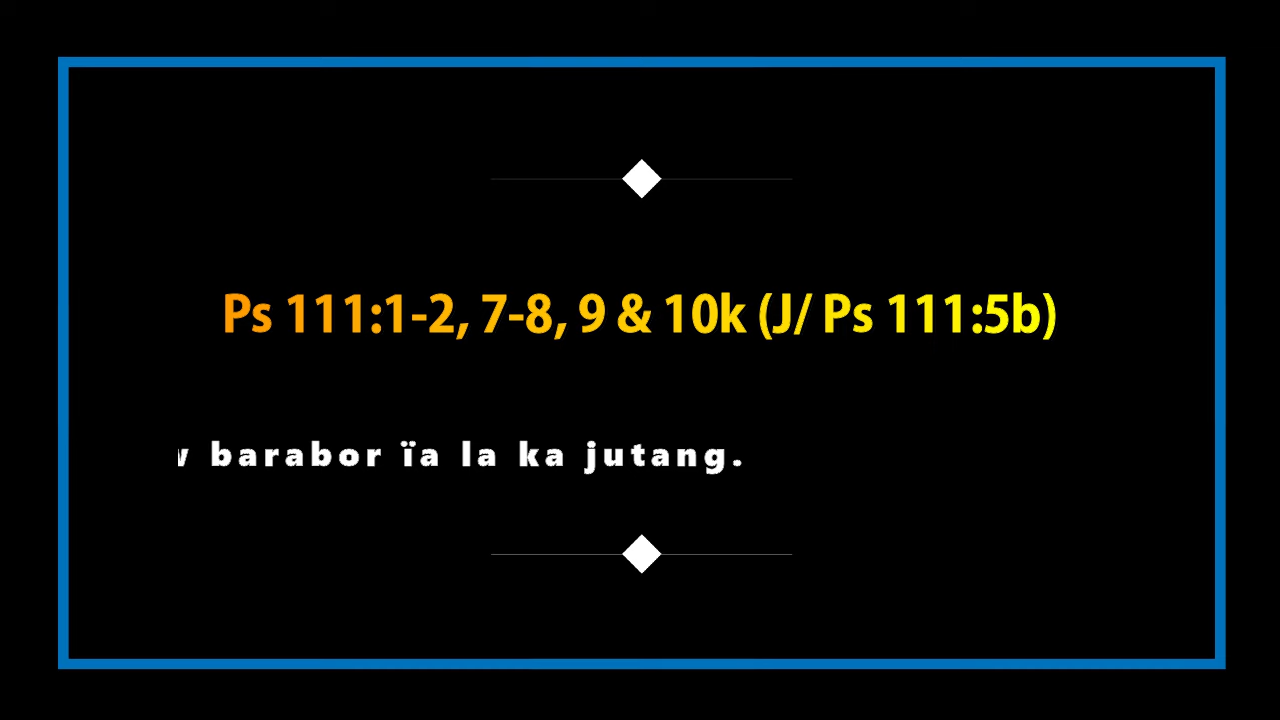 Ps 111:1-2, 7-8, 9 & 10k (J/ Ps 111:5b)
barabor ïa la ka jutang.